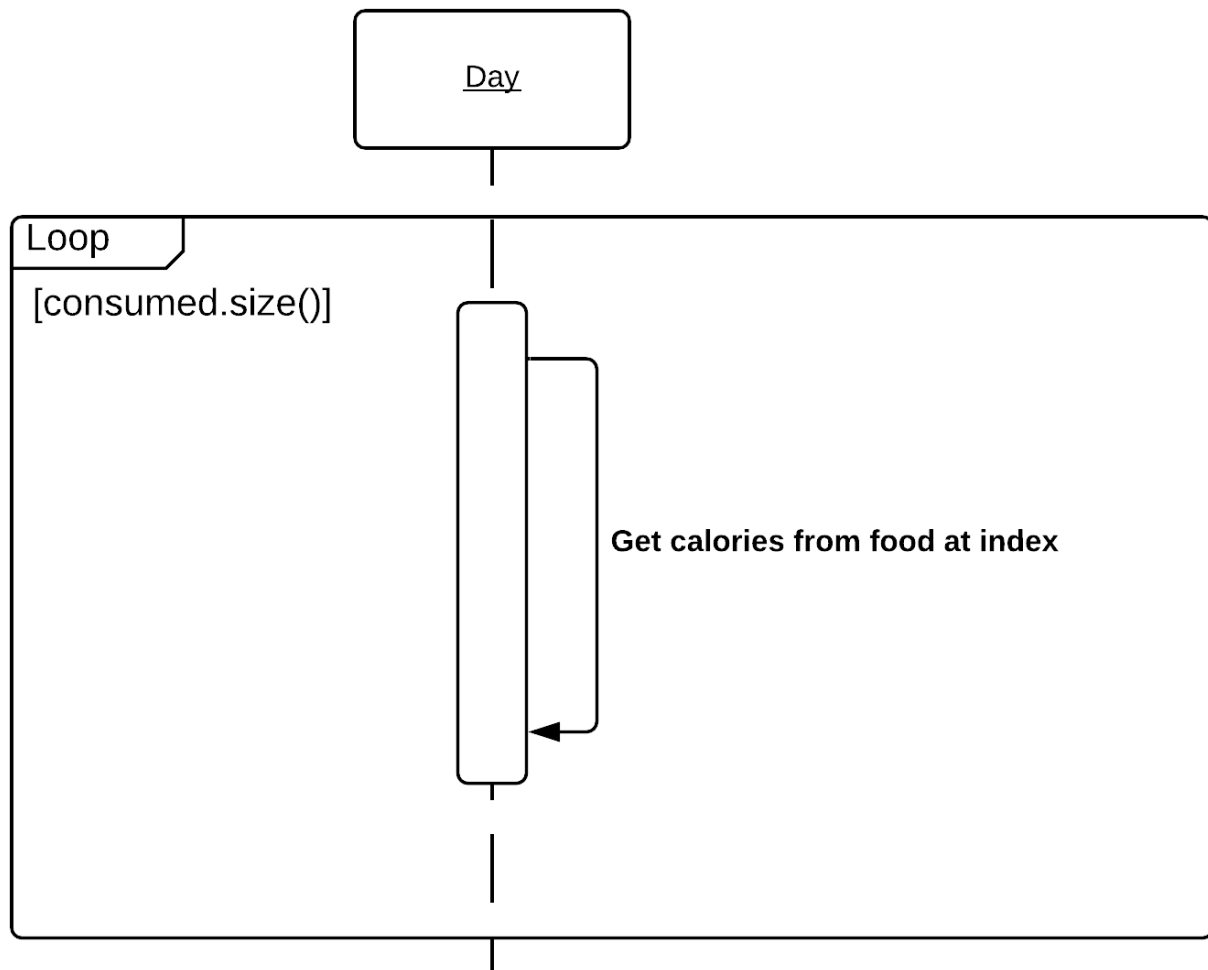 Day
Loop
[consumed.size()]
Get calories from food at index